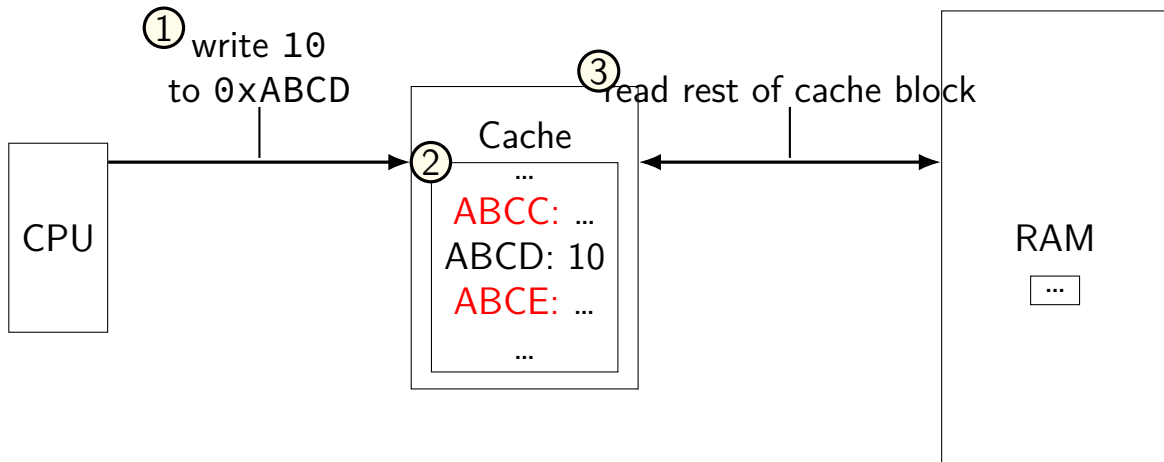 1
write 10
to 0xABCD
3
read rest of cache block
CPU
Cache
2
...
ABCC: ...
ABCD: 10
ABCE: ...
...
RAM
...